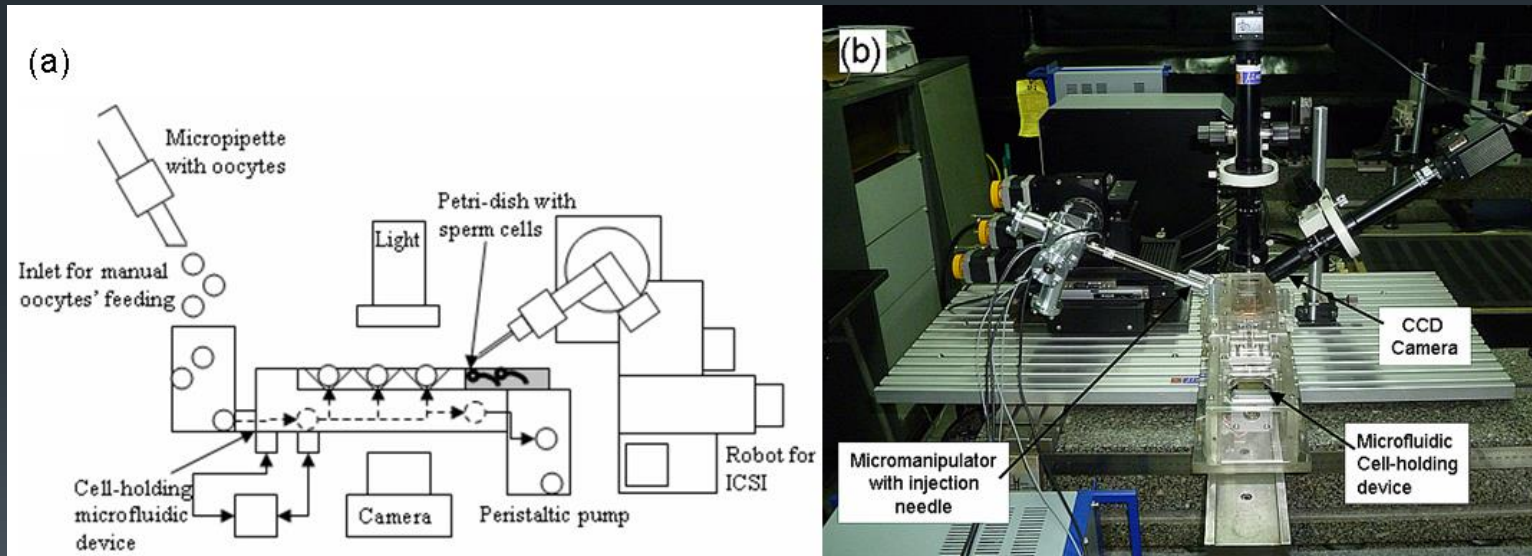 (a)
Micropipette
with oocytes
Inlet for manual
oocytes' feeding
Light
Petri-dish with
sperm cells
Cell-holding
microfluidic
device
Camera
Peristaltic pump
Robot for
ICSI
(b)
CCD
Camera
Micromanipulator
with injection
needle
Microfluidic
Cell-holding
device